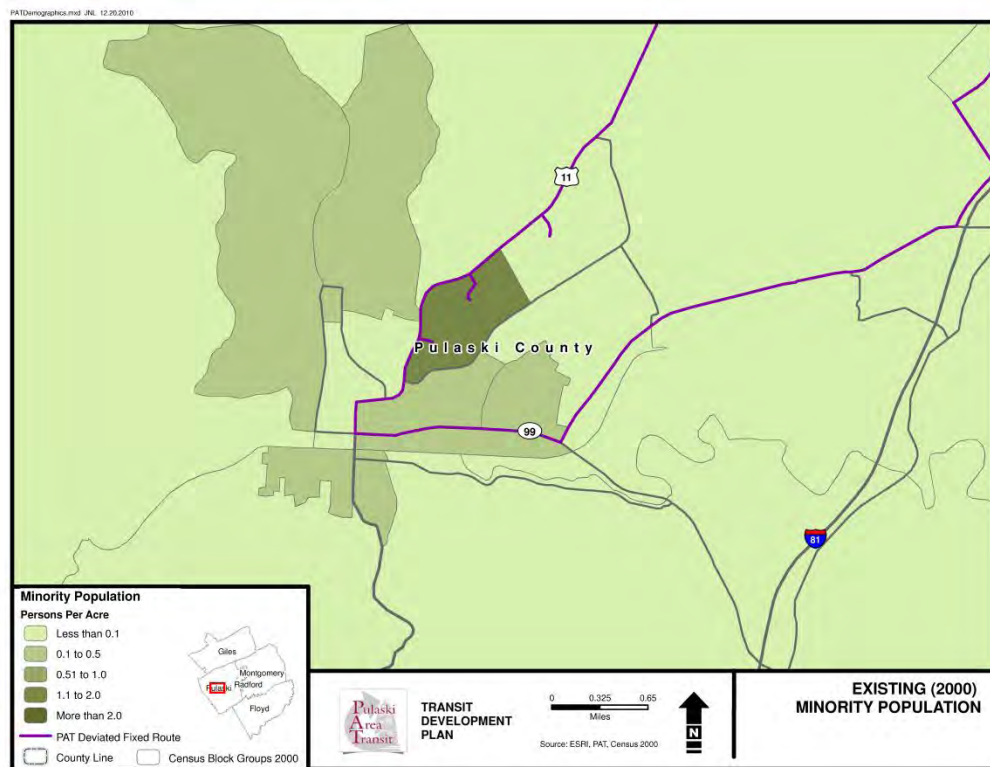 PATDemographics.mxd JNL 12.20.2010
11
Pulaski County
99
81
Minority Population
Persons Per Acre
Less than 0.1
0.1 to 0.5
0.51 to 1.0
1.1 to 2.0
More than 2.0
PAT Deviated Fixed Route
County Line
Census Block Groups 2000
Giles
Montgomery
Pulaski
Radford
Floyd
Pulaski
Area
Transit
TRANSIT
DEVELOPMENT
PLAN
0 0.325 0.65
Miles
Source: ESRI, PAT, Census 2000
N
EXISTING (2000)
MINORITY POPULATION